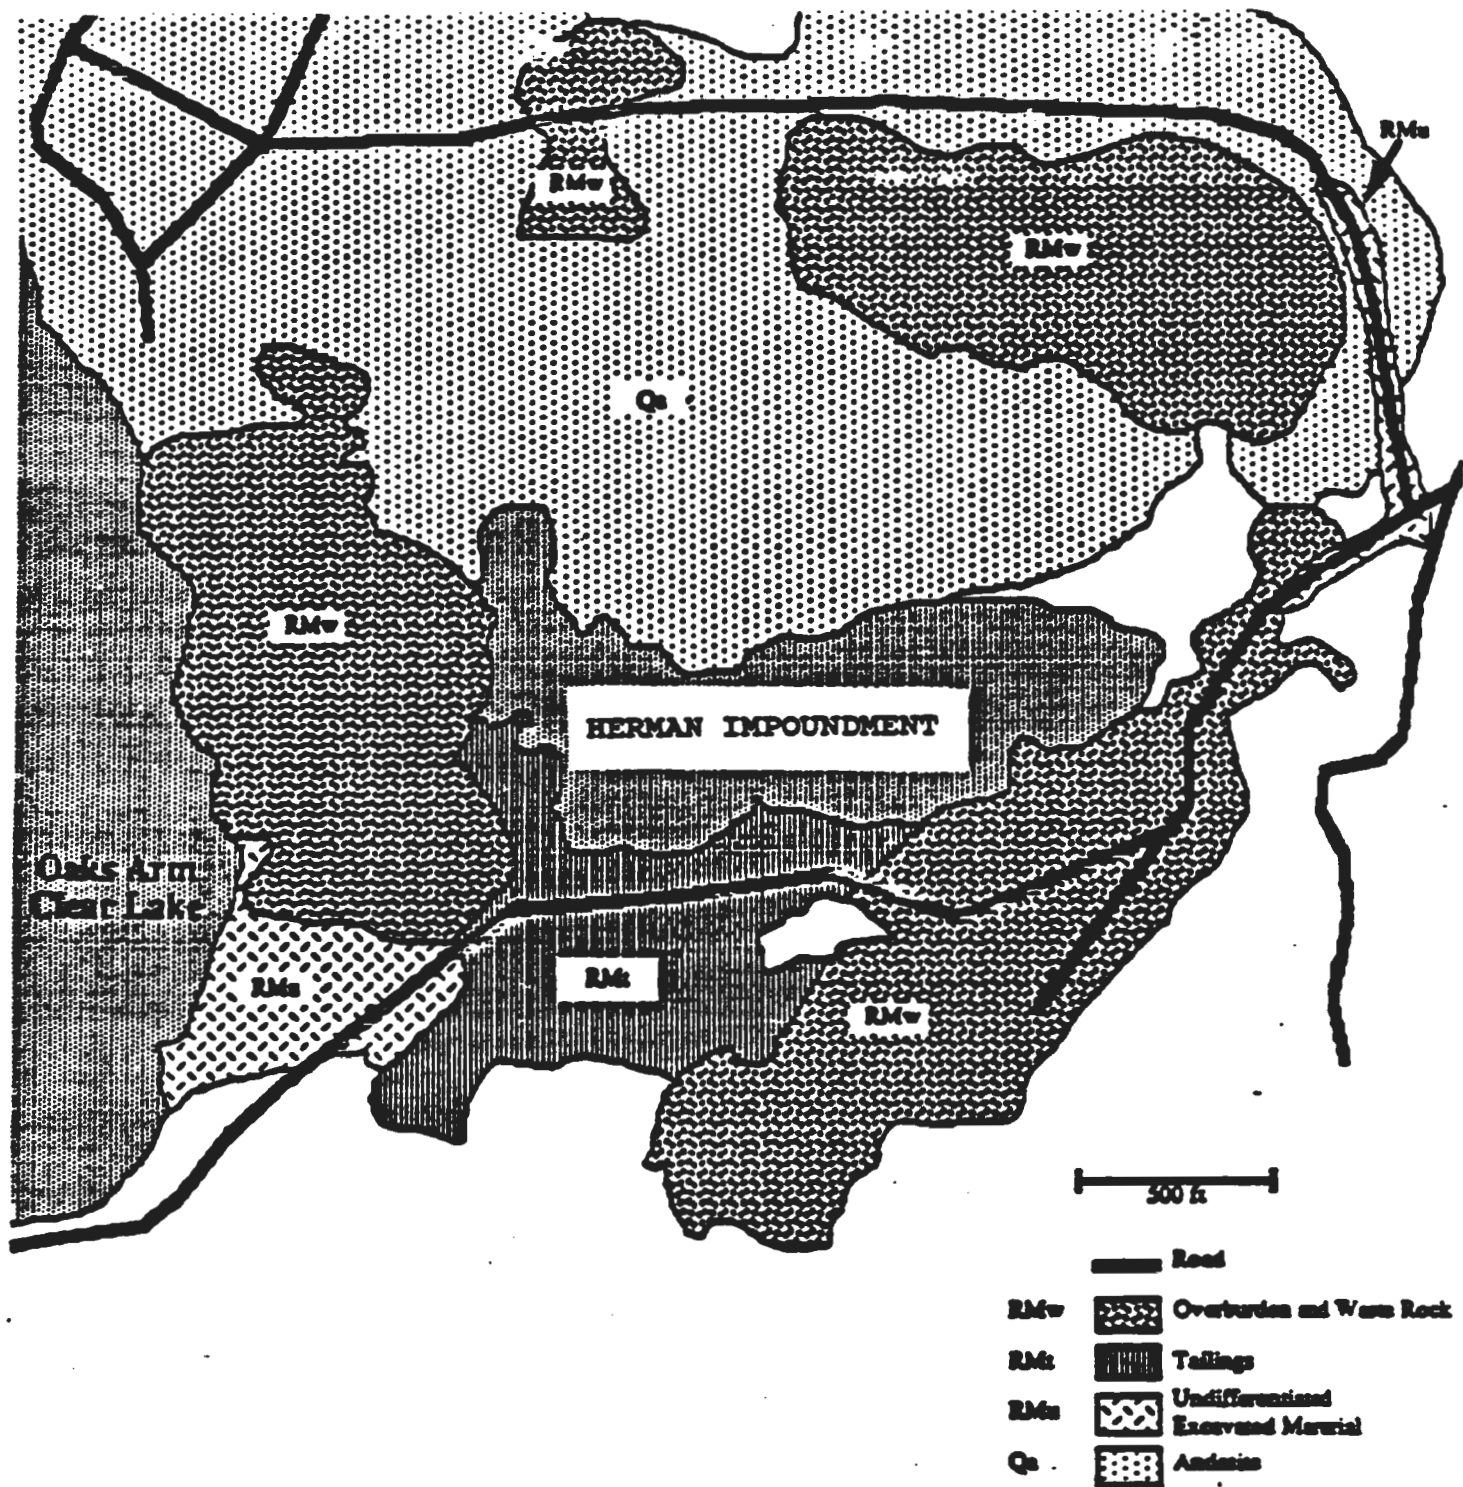 RMu
RMw
RMw
Qa
RMw
HERMAN IMPOUNDMENT
Oaks Arm
Clear Lake
RMu
RMt
RMw
500 ft
Road
RMw Overburden and Waste Rock
RMt Tailings
RMu Undifferentiated
Excavated Material
Qa Andesite